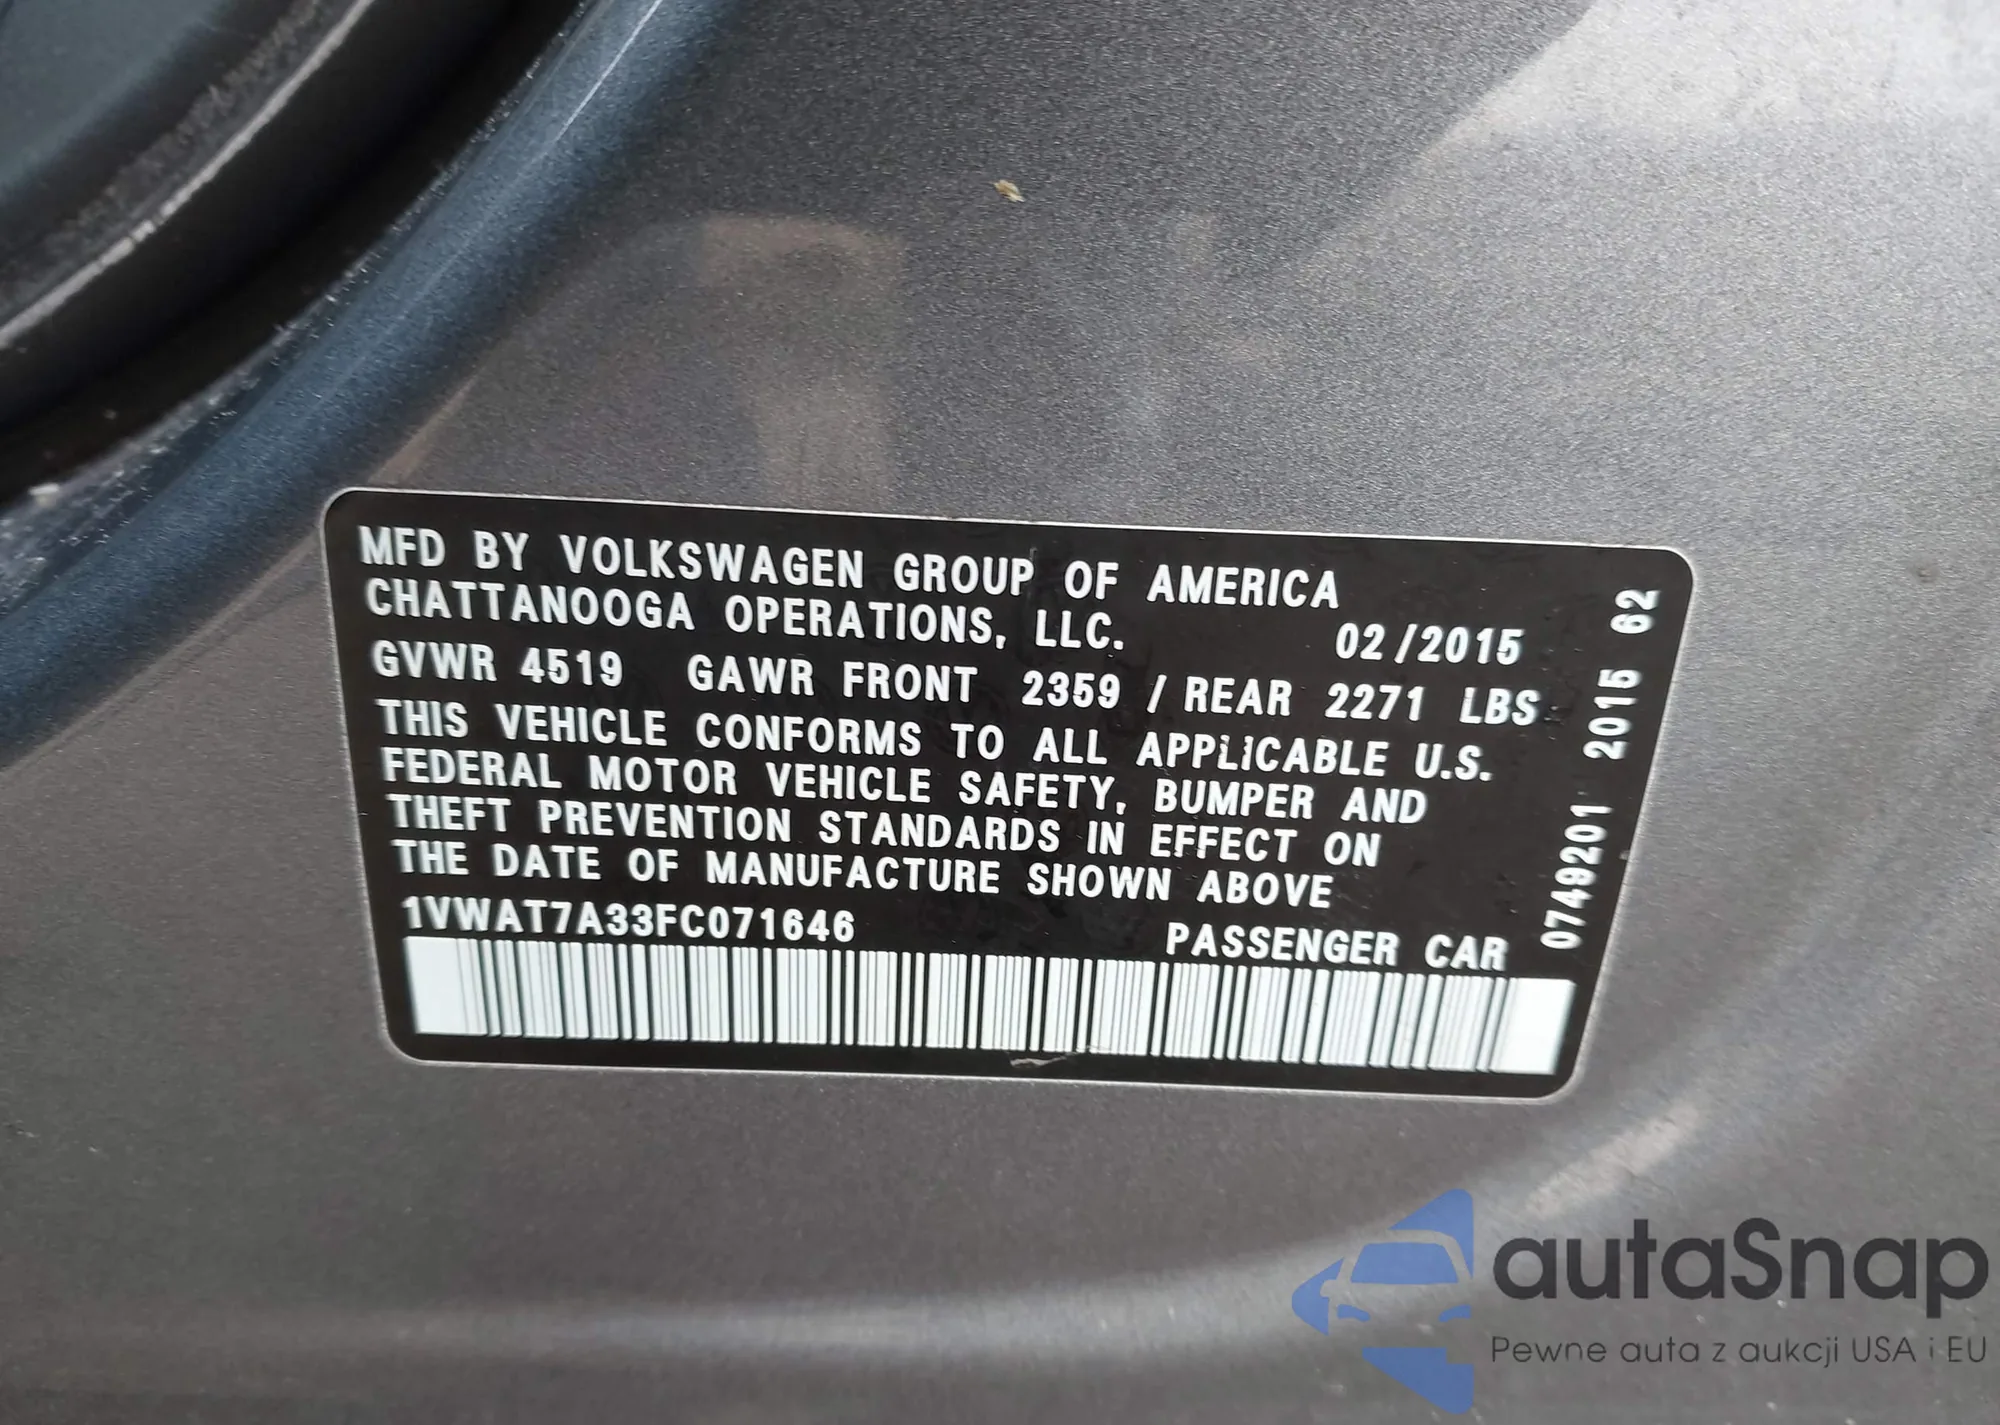 MFD BY VOLKSWAGEN GROUP OF AMERICA
CHATTANOOGA OPERATIONS, LLC. 02/2015
GVWR 4519 GAWR FRONT 2359 / REAR 2271 LBS
THIS VEHICLE CONFORMS TO ALL APPLICABLE U.S.
FEDERAL MOTOR VEHICLE SAFETY, BUMPER AND
THEFT PREVENTION STANDARDS IN EFFECT ON
THE DATE OF MANUFACTURE SHOWN ABOVE
1VWAT7A33FC071646 PASSENGER CAR
0749201 2015 62
autaSnap
Pewne auta z aukcji USA i EU